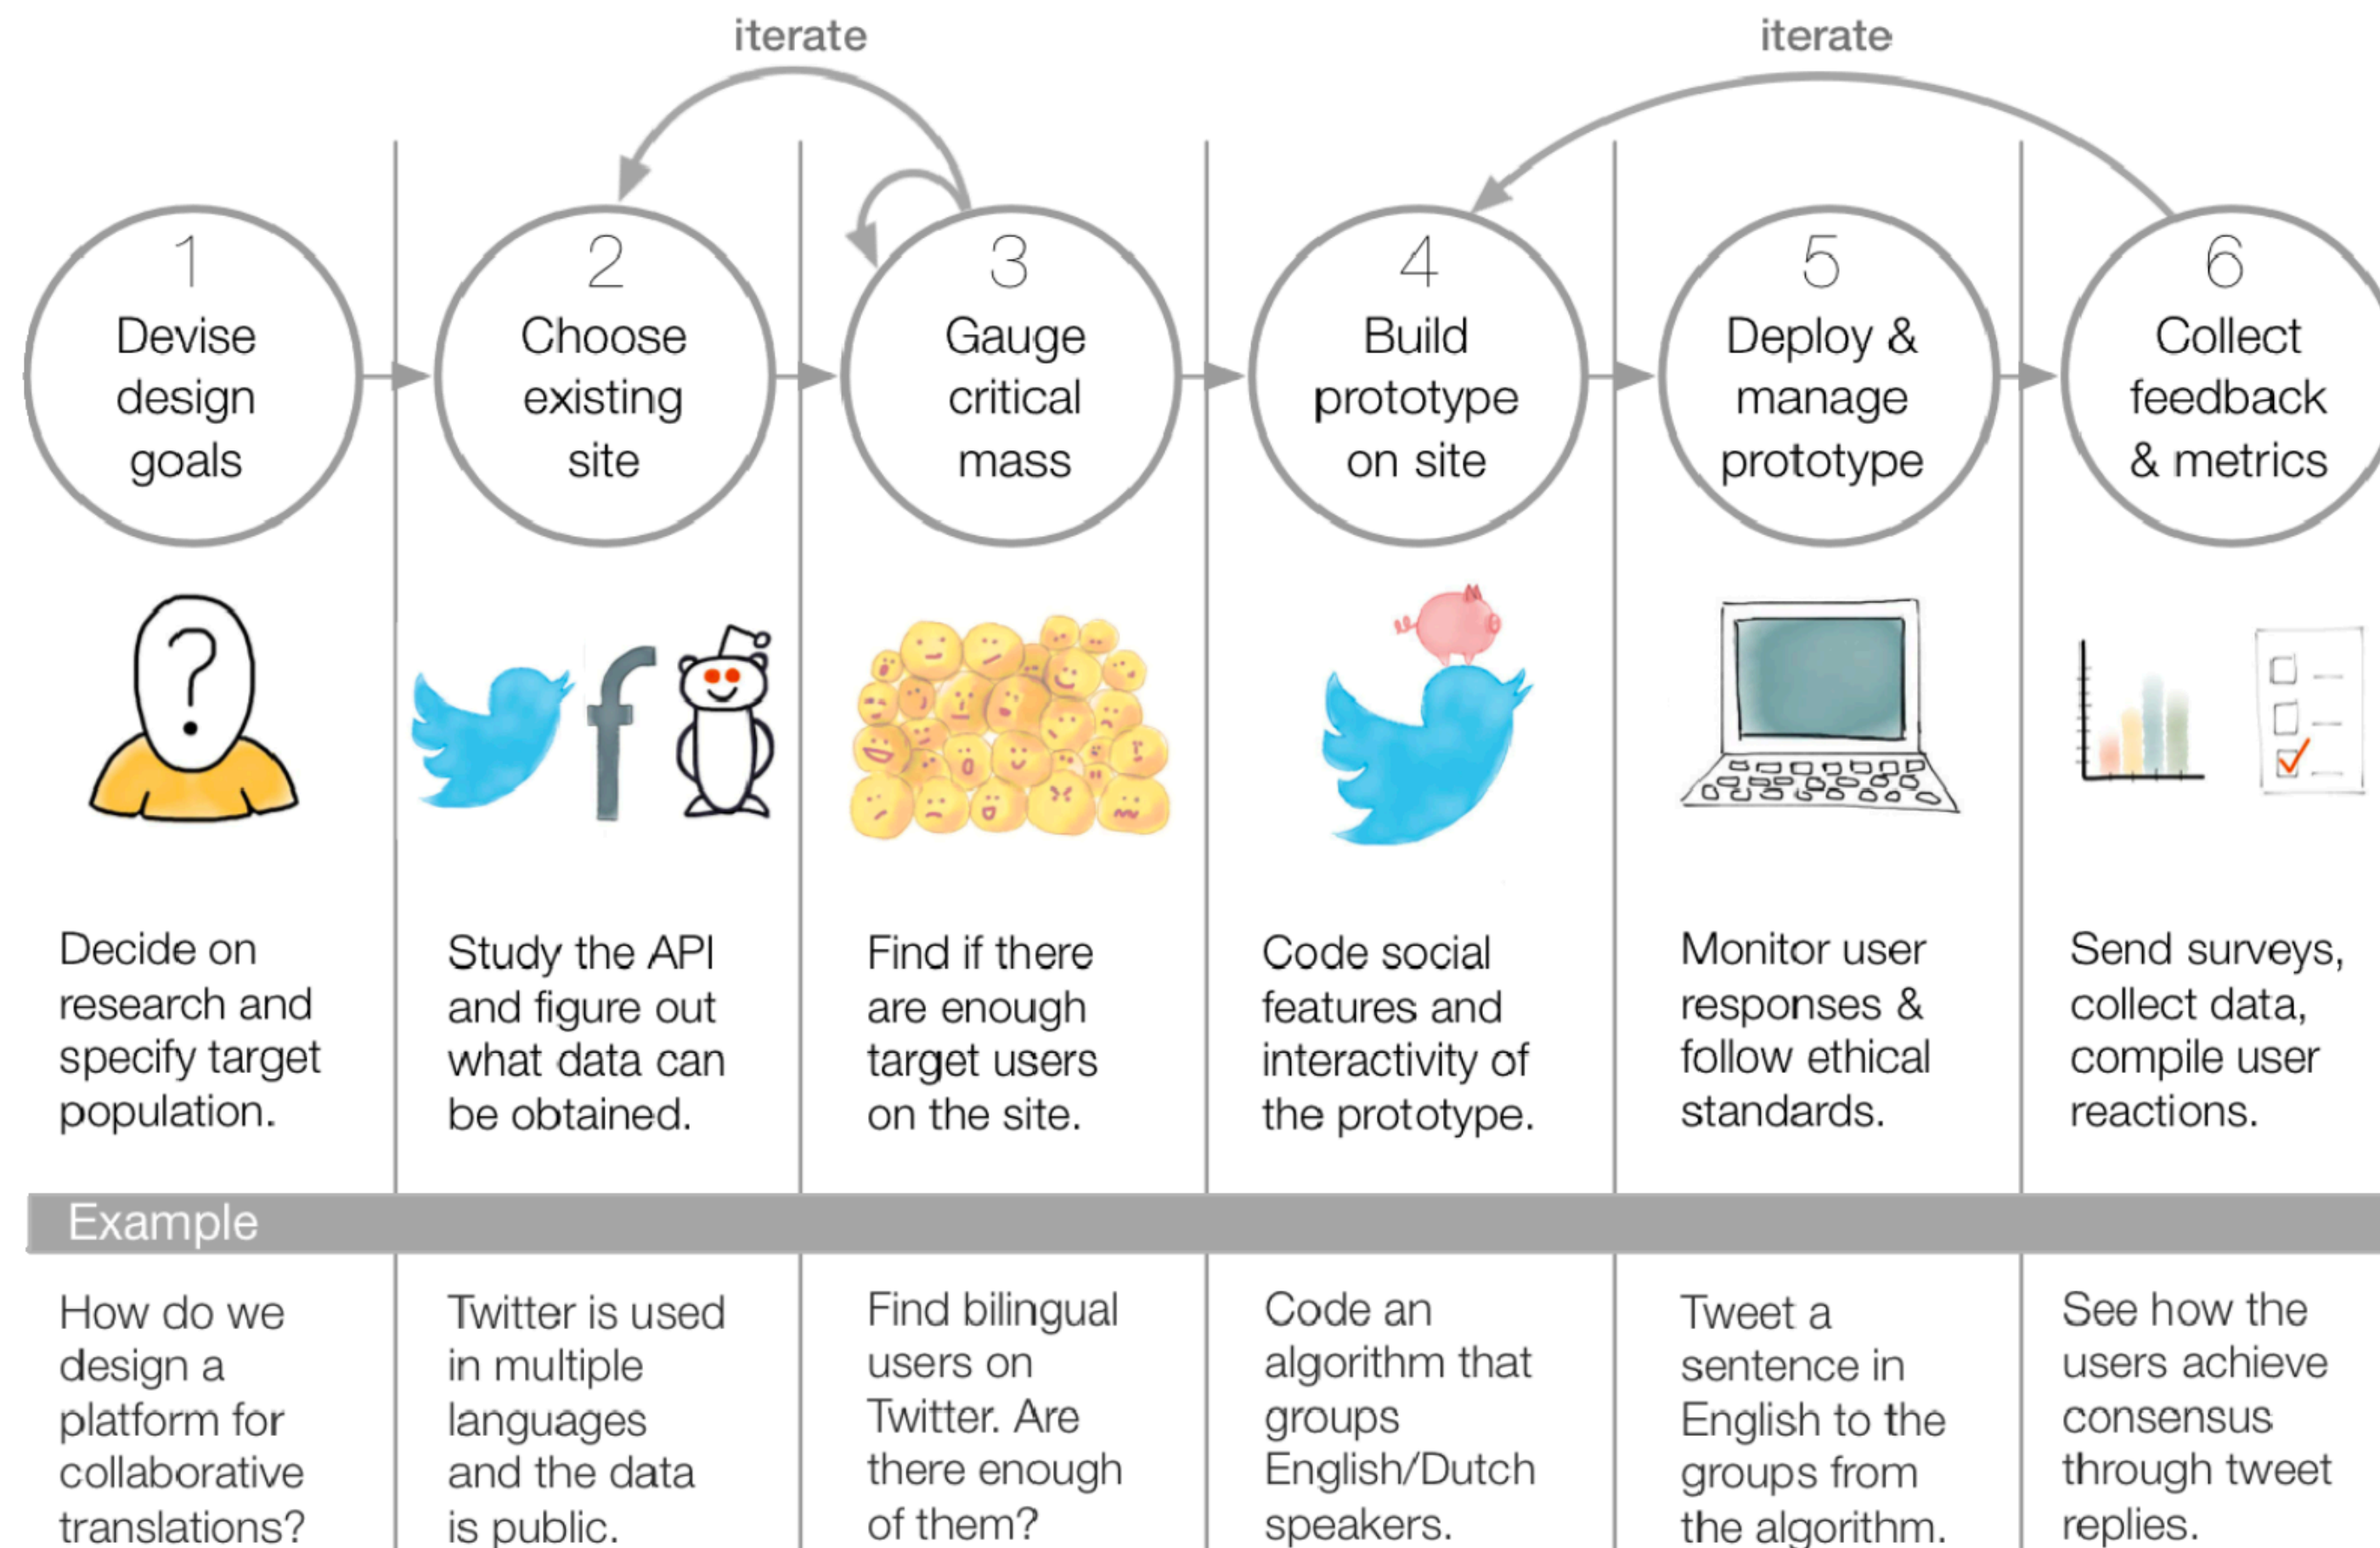 iterate
iterate
1
Devise
design
goals
2
Choose
existing
site
3
Gauge
critical
mass
4
Build
prototype
on site
5
Deploy &
manage
prototype
6
Collect
feedback
& metrics
?
f
Decide on
research and
specify target
population.
Study the API
and figure out
what data can
be obtained.
Find if there
are enough
target users
on the site.
Code social
features and
interactivity of
the prototype.
Monitor user
responses &
follow ethical
standards.
Send surveys,
collect data,
compile user
reactions.
Example
How do we
design a
platform for
collaborative
translations?
Twitter is used
in multiple
languages
and the data
is public.
Find bilingual
users on
Twitter. Are
there enough
of them?
Code an
algorithm that
groups
English/Dutch
speakers.
Tweet a
sentence in
English to the
groups from
the algorithm.
See how the
users achieve
consensus
through tweet
replies.